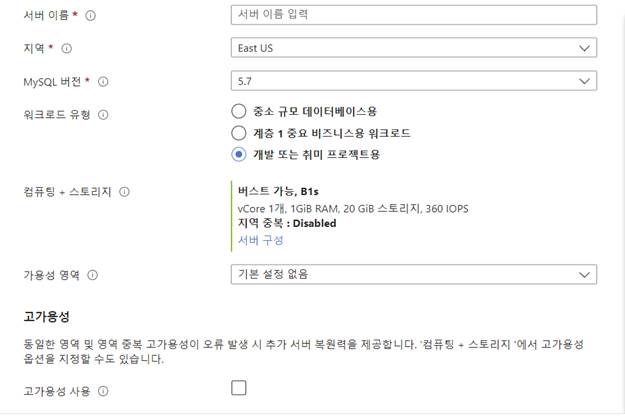 서버 이름 *
서버 이름 입력
지역 *
East US
MySQL 버전 *
5.7
워크로드 유형
중소 규모 데이터베이스용
계층 1 중요 비즈니스용 워크로드
개발 또는 취미 프로젝트용
컴퓨팅 + 스토리지
버스트 가능, B1s
vCore 1개, 1GiB RAM, 20 GiB 스토리지, 360 IOPS
지역 중복 : Disabled
서버 구성
가용성 영역
기본 설정 없음
고가용성
동일한 영역 및 영역 중복 고가용성이 오류 발생 시 추가 서버 복원력을 제공합니다. '컴퓨팅 + 스토리지 '에서 고가용성
옵션을 지정할 수도 있습니다.
고가용성 사용